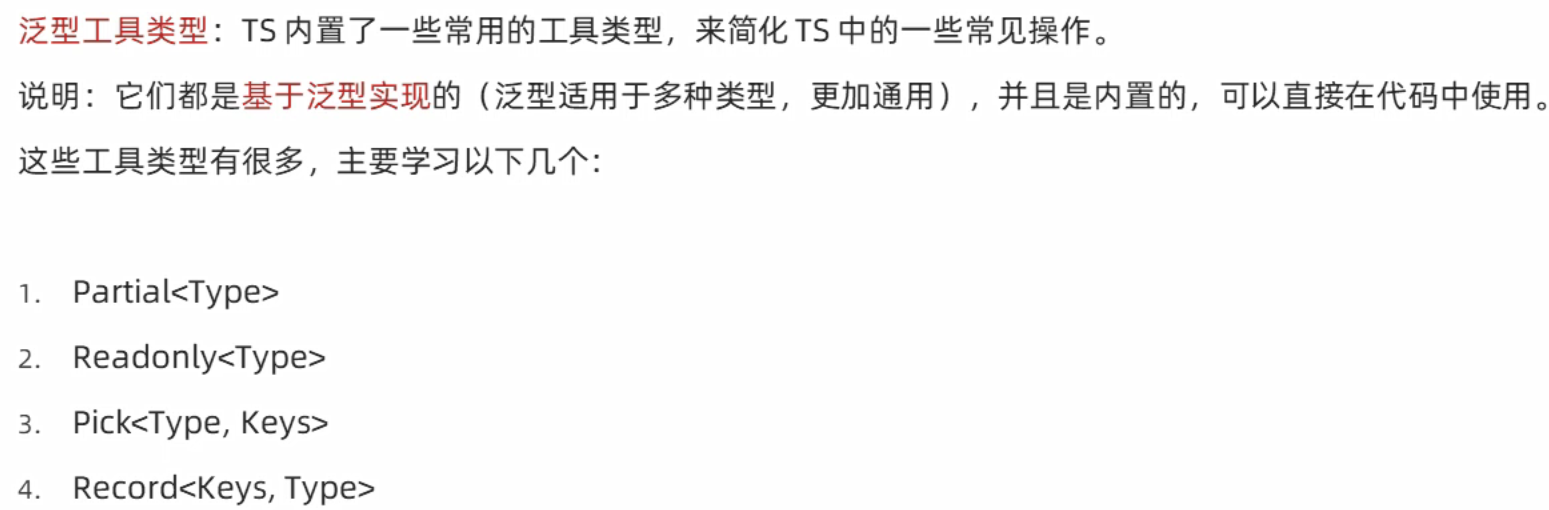 泛型工具类型：TS 内置了一些常用的工具类型，来简化 TS 中的一些常见操作。
说明：它们都是基于泛型实现的（泛型适用于多种类型，更加通用），并且是内置的，可以直接在代码中使用。
这些工具类型有很多，主要学习以下几个：
1. Partial<Type>
2. Readonly<Type>
3. Pick<Type, Keys>
4. Record<Keys, Type>